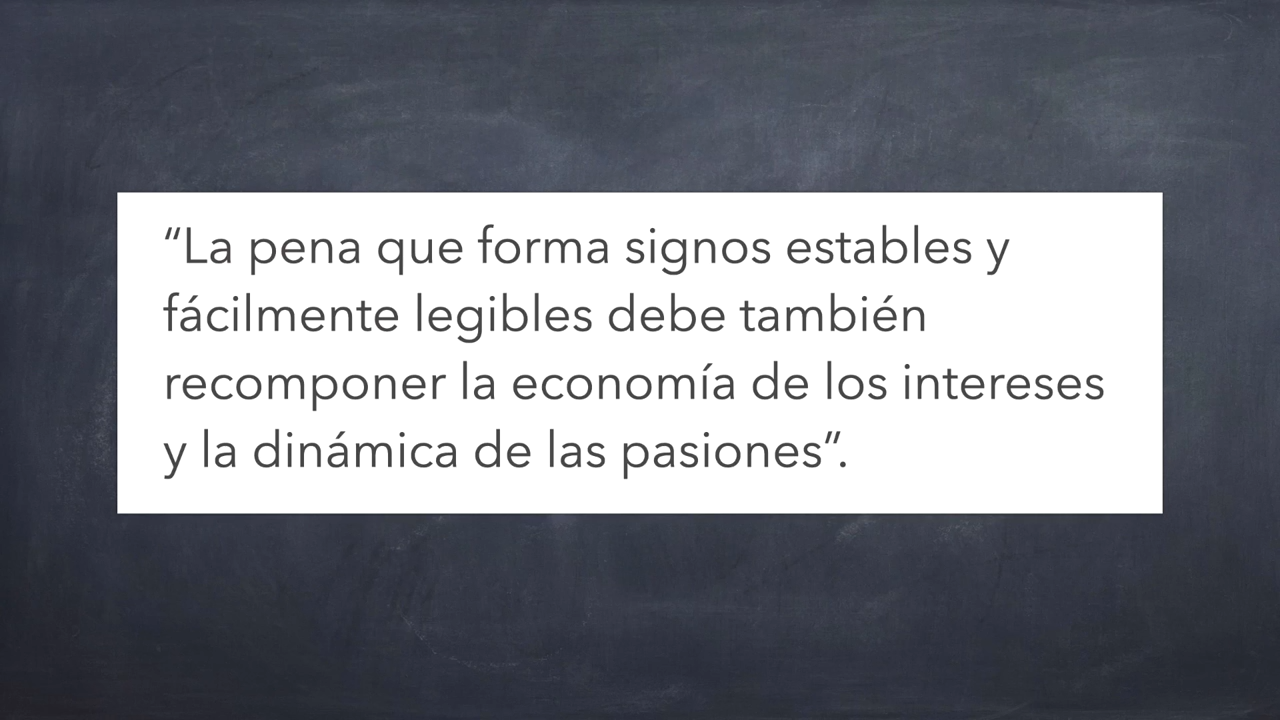 “La pena que forma signos estables y
fácilmente legibles debe también
recomponer la economía de los intereses
y la dinámica de las pasiones”.